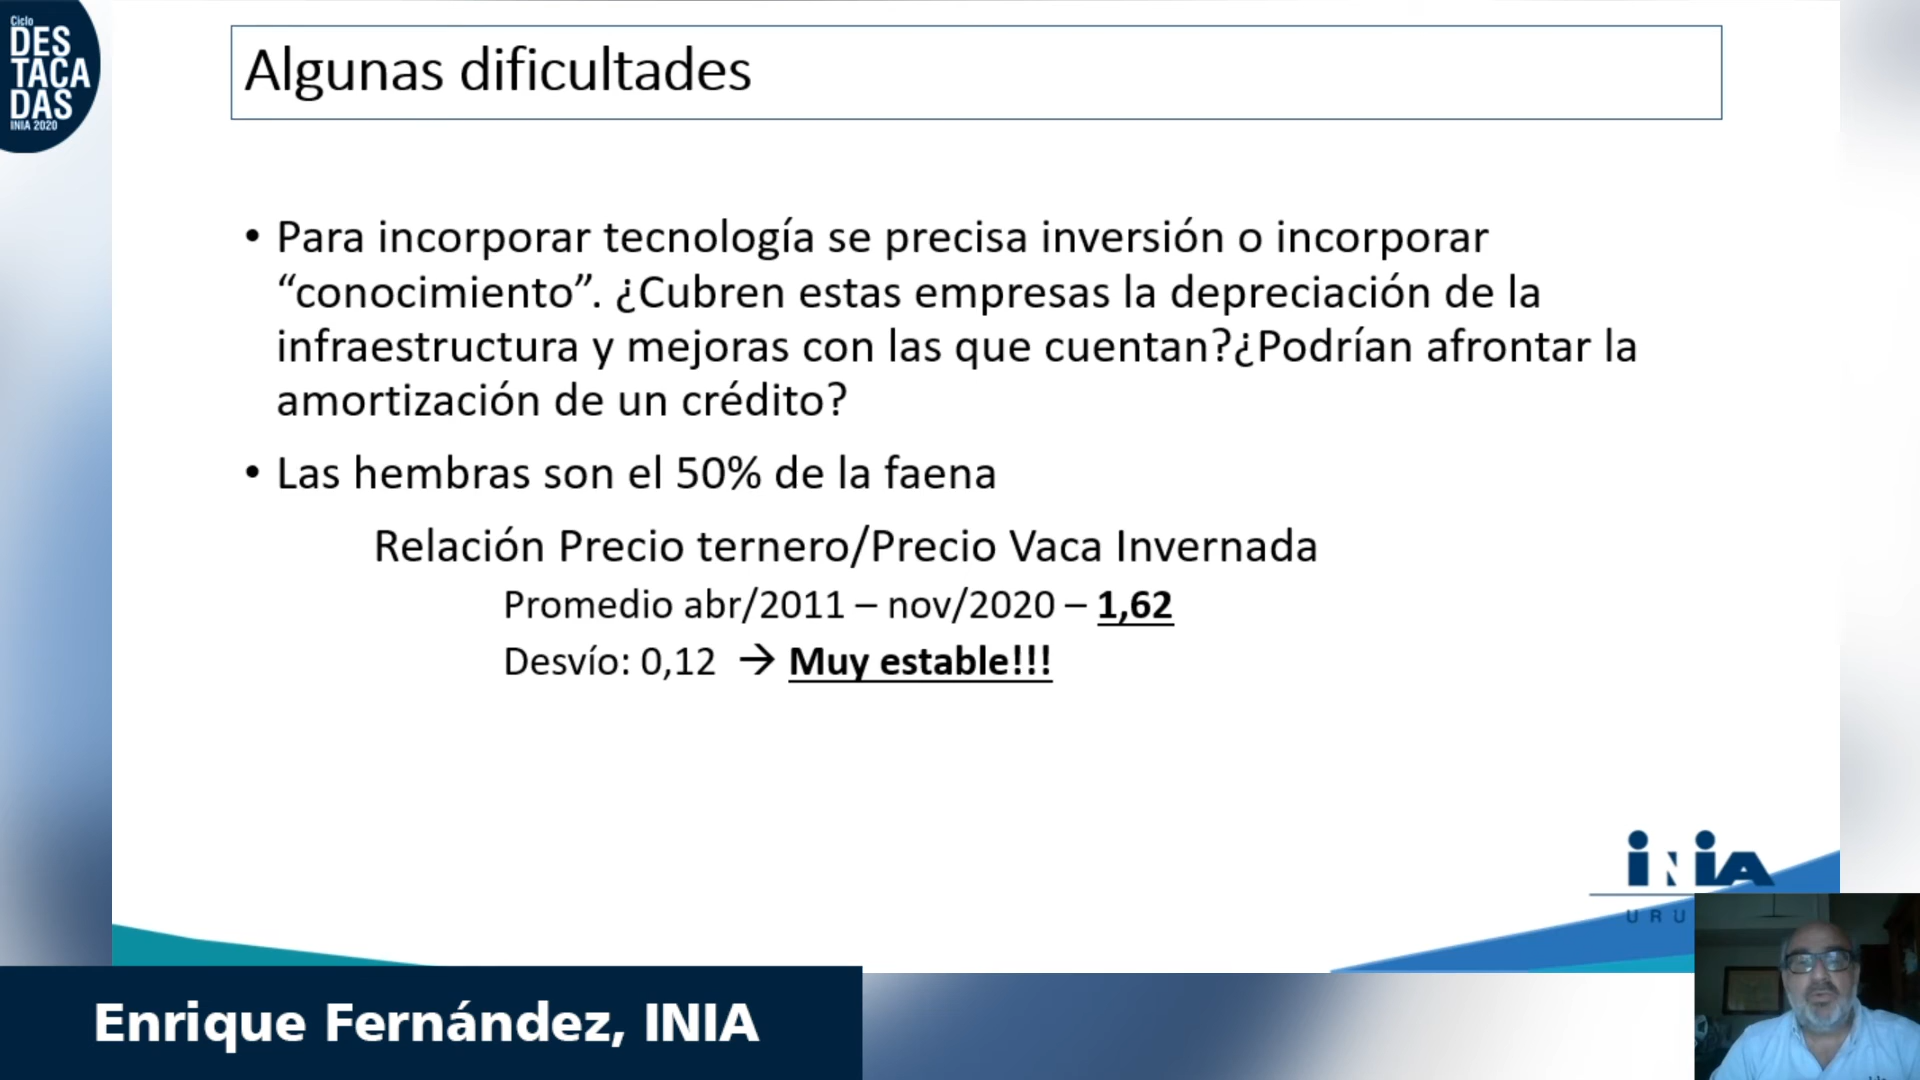 Ciclo
DES
TACA
DAS
INIA 2020
Algunas dificultades
• Para incorporar tecnología se precisa inversión o incorporar
“conocimiento”. ¿Cubren estas empresas la depreciación de la
infraestructura y mejoras con las que cuentan?¿Podrían afrontar la
amortización de un crédito?
• Las hembras son el 50% de la faena
Relación Precio ternero/Precio Vaca Invernada
Promedio abr/2011 – nov/2020 – 1,62
Desvío: 0,12 → Muy estable!!!
INIA
URU
Enrique Fernández, INIA